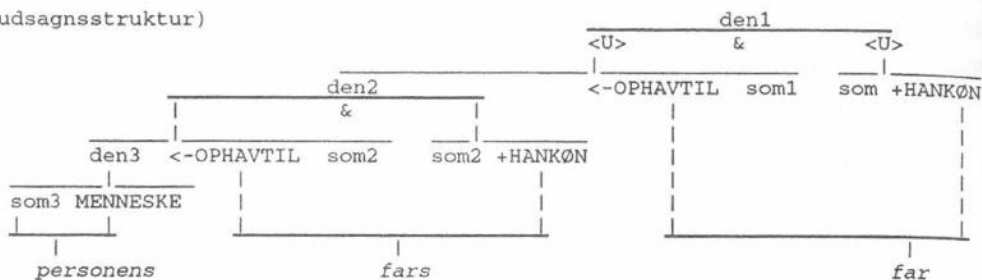 udsagnsstruktur)
den1
<U> & <U>
<-OPHAVTIL som1 som +HANKØN
den2
&
den3 <-OPHAVTIL som2 som2 +HANKØN
som3 MENNESKE
personens fars far